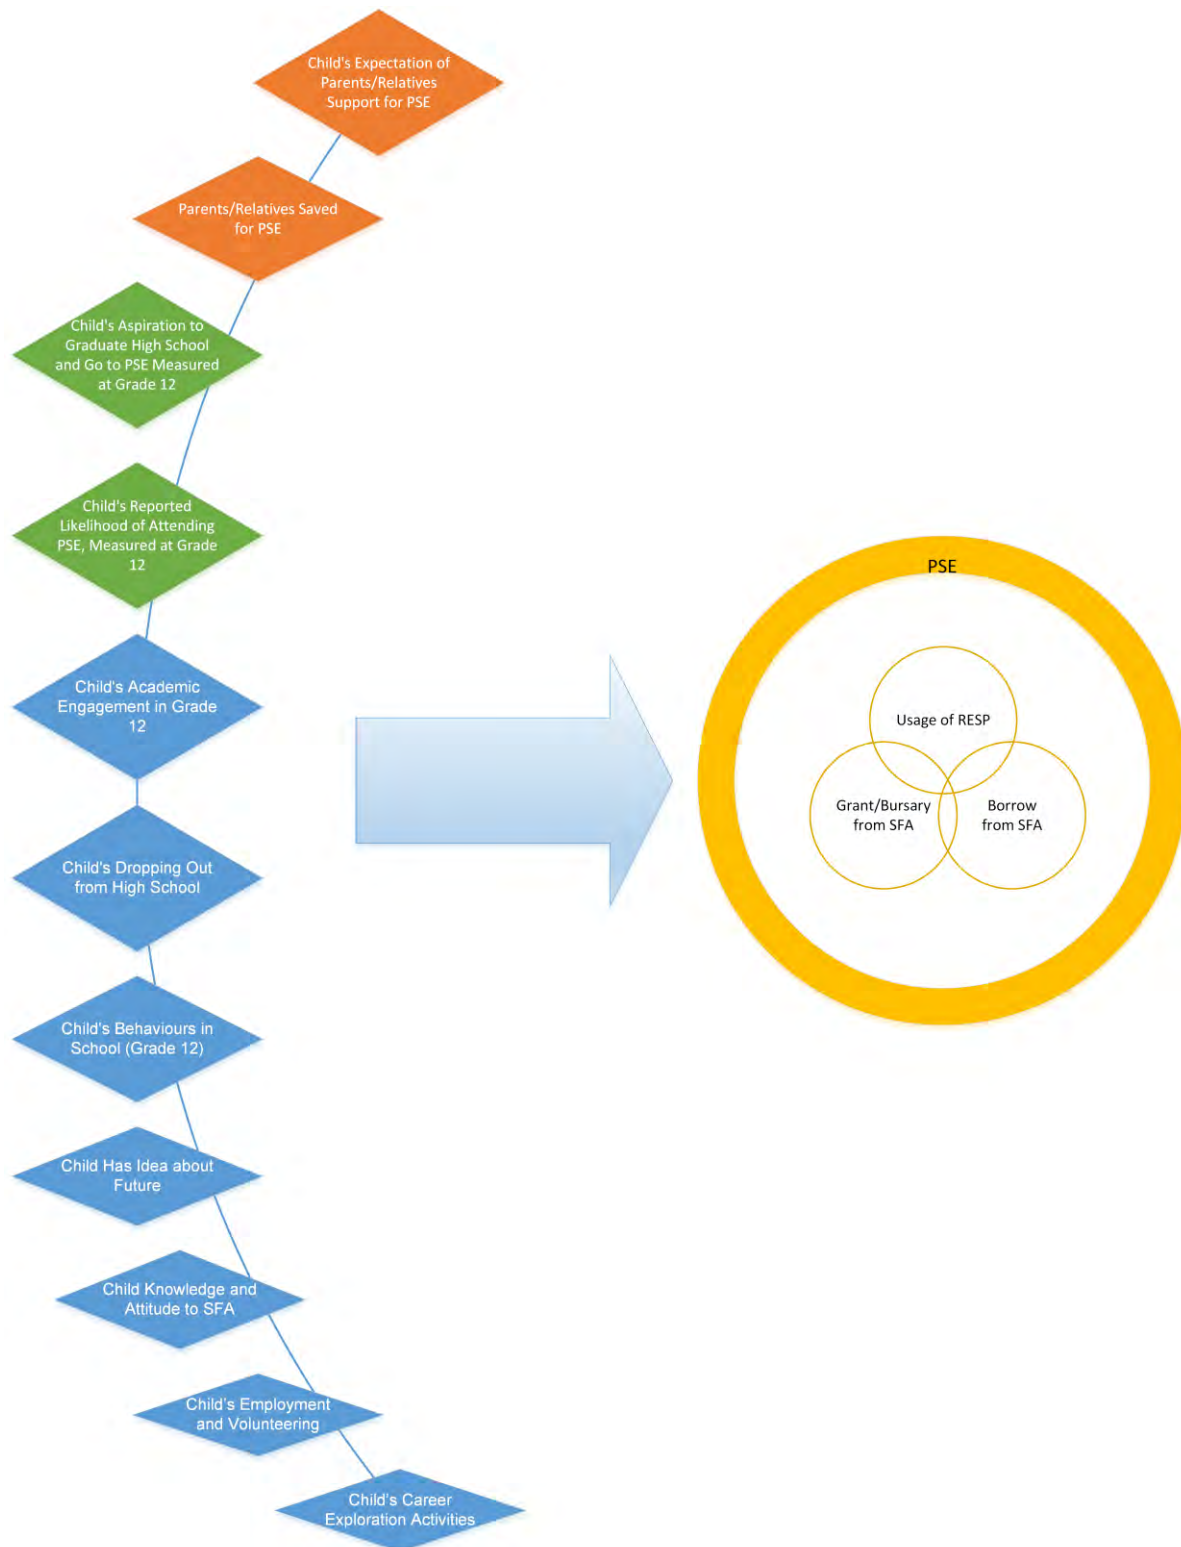 Child's Expectation of
Parents/Relatives
Support for PSE
Parents/Relatives Saved
for PSE
Child's Aspiration to
Graduate High School
and Go to PSE Measured
at Grade 12
Child's Reported
Likelihood of Attending
PSE, Measured at Grade
12
Child's Academic
Engagement in Grade
12
Child's Dropping Out
from High School
Child's Behaviours in
School (Grade 12)
Child Has Idea about
Future
Child Knowledge and
Attitude to SFA
Child's Employment
and Volunteering
Child's Career
Exploration Activities
PSE
Usage of RESP
Grant/Bursary
from SFA
Borrow
from SFA